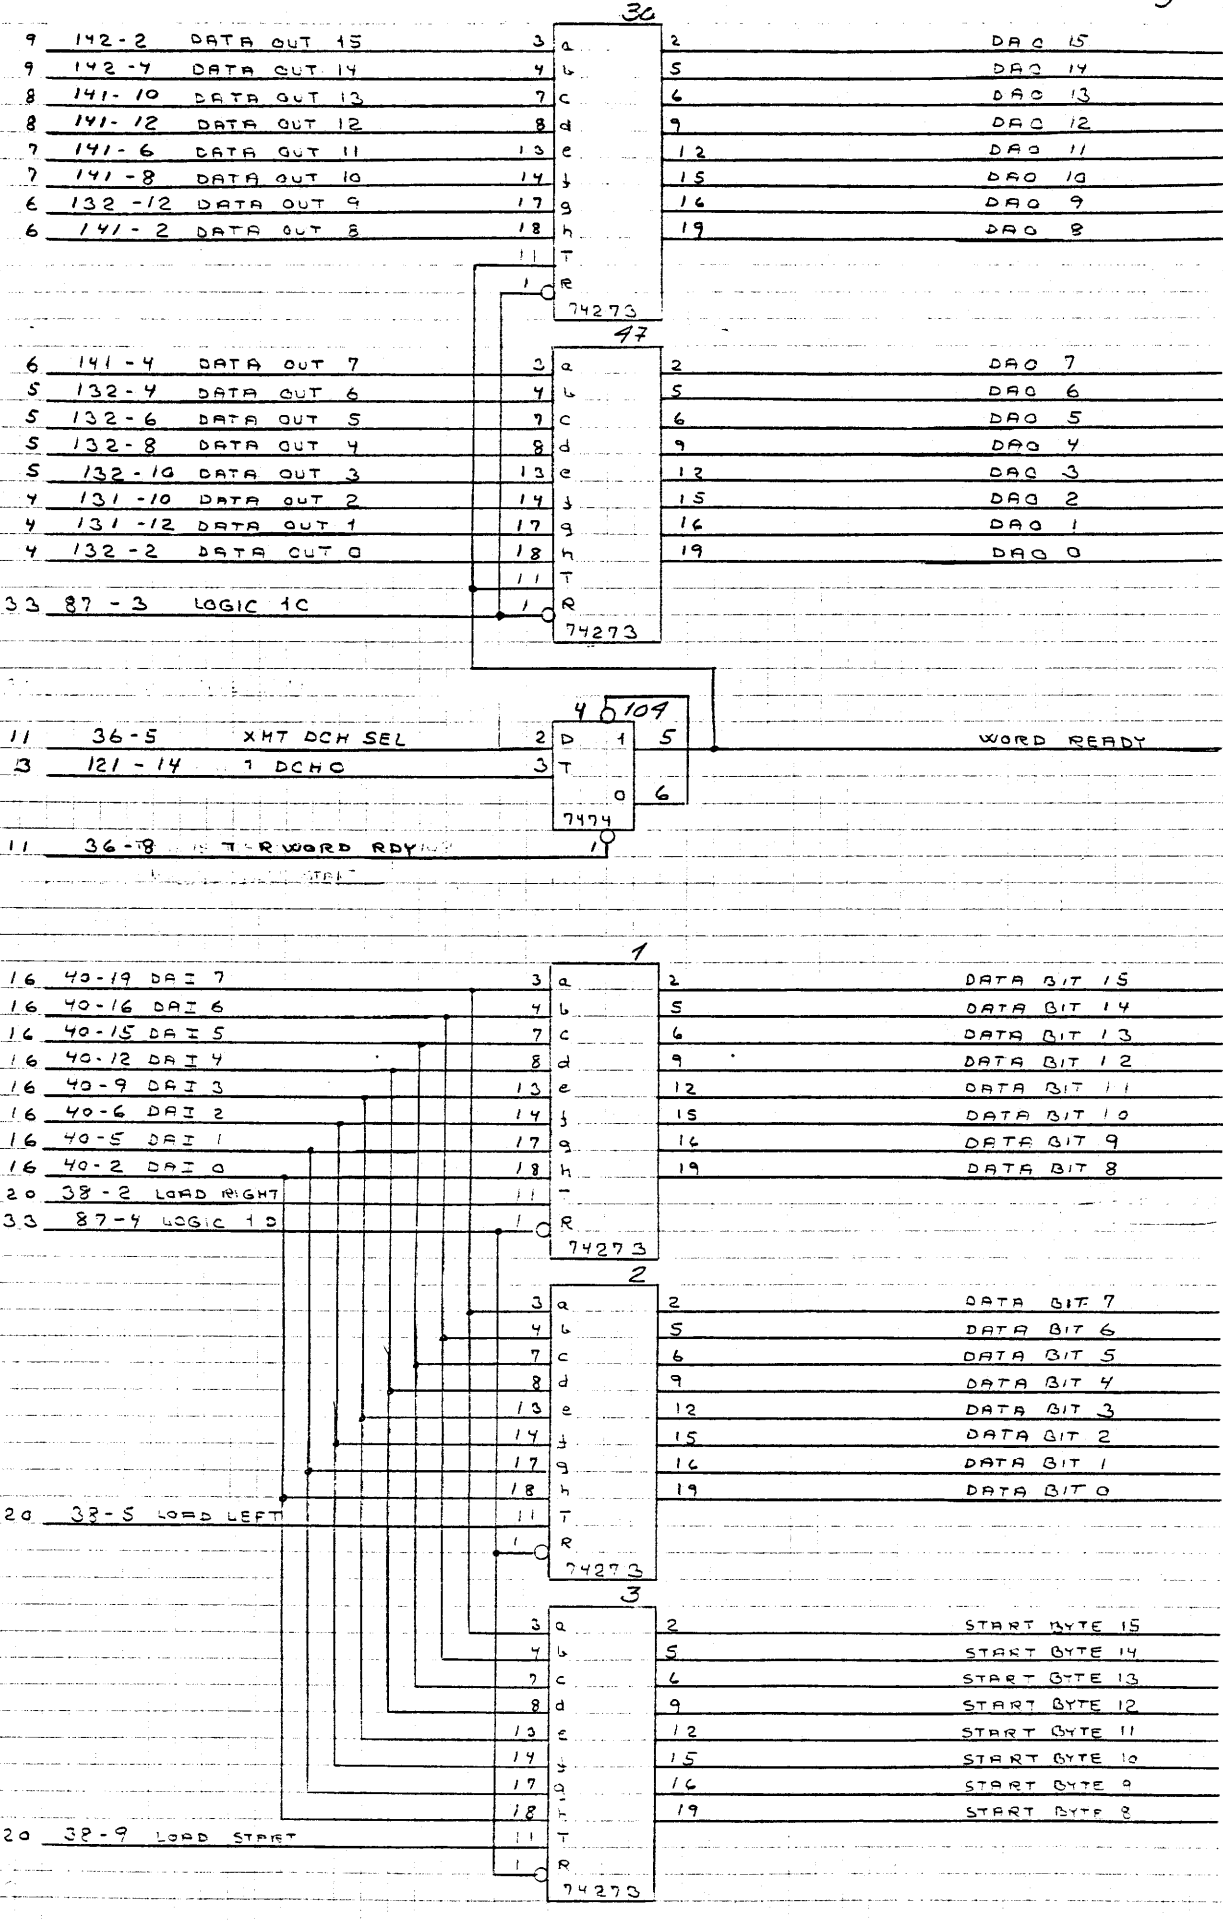 36
9 142-2 DATA OUT 15 3 a 2 DAO 15
9 142-4 DATA OUT 14 4 b 5 DAO 14
8 141-10 DATA OUT 13 7 c 6 DAO 13
8 141-12 DATA OUT 12 8 d 9 DAO 12
7 141-6 DATA OUT 11 13 e 12 DAO 11
7 141-8 DATA OUT 10 14 f 15 DAO 10
6 132-12 DATA OUT 9 17 g 16 DAO 9
6 141-2 DATA OUT 8 18 h 19 DAO 8
11 T
1 R
74273
47
6 141-4 DATA OUT 7 3 a 2 DAO 7
5 132-4 DATA OUT 6 4 b 5 DAO 6
5 132-6 DATA OUT 5 7 c 6 DAO 5
5 132-8 DATA OUT 4 8 d 9 DAO 4
5 132-10 DATA OUT 3 13 e 12 DAO 3
4 131-10 DATA OUT 2 14 f 15 DAO 2
4 131-12 DATA OUT 1 17 g 16 DAO 1
4 132-2 DATA OUT 0 18 h 19 DAO 0
11 T
33 87-3 LOGIC 1C 1 R
74273
4 104
11 36-5 XMT DCH SEL 2 D 1 5 WORD READY
3 121-14 DCHO 3 T
0 6
7474
11 36-8 WORD RDY 1
1
16 40-19 DAI 7 3 a 2 DATA BIT 15
16 40-16 DAI 6 4 b 5 DATA BIT 14
16 40-15 DAI 5 7 c 6 DATA BIT 13
16 40-12 DAI 4 8 d 9 DATA BIT 12
16 40-9 DAI 3 13 e 12 DATA BIT 11
16 40-6 DAI 2 14 f 15 DATA BIT 10
16 40-5 DAI 1 17 g 16 DATA BIT 9
16 40-2 DAI 0 18 h 19 DATA BIT 8
20 38-2 LOAD RIGHT 11 T
33 87-4 LOGIC 1D 1 R
74273
2
3 a 2 DATA BIT 7
4 b 5 DATA BIT 6
7 c 6 DATA BIT 5
8 d 9 DATA BIT 4
13 e 12 DATA BIT 3
14 f 15 DATA BIT 2
17 g 16 DATA BIT 1
18 h 19 DATA BIT 0
20 38-5 LOAD LEFT 11 T
1 R
74273
3
3 a 2 START BYTE 15
4 b 5 START BYTE 14
7 c 6 START BYTE 13
8 d 9 START BYTE 12
13 e 12 START BYTE 11
14 f 15 START BYTE 10
17 g 16 START BYTE 9
18 h 19 START BYTE 8
20 38-9 LOAD START 11 T
1 R
74273